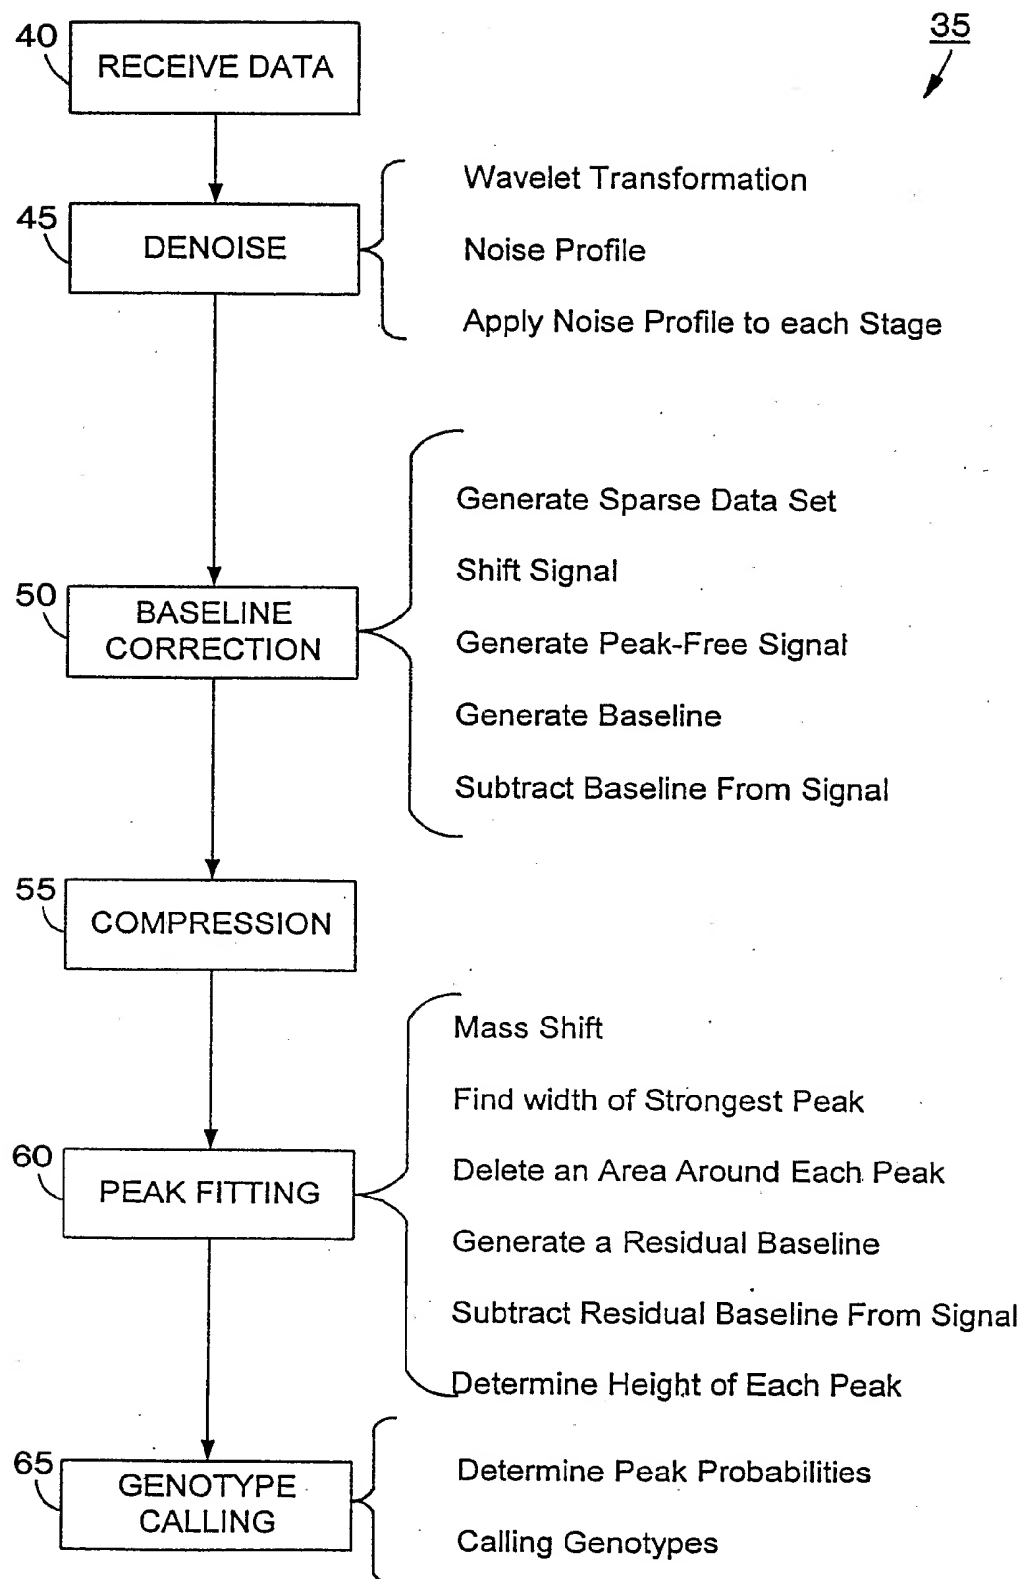 35
40
RECEIVE DATA
45
DENOISE
Wavelet Transformation
Noise Profile
Apply Noise Profile to each Stage
50
BASELINE
CORRECTION
Generate Sparse Data Set
Shift Signal
Generate Peak-Free Signal
Generate Baseline
Subtract Baseline From Signal
55
COMPRESSION
60
PEAK FITTING
Mass Shift
Find width of Strongest Peak
Delete an Area Around Each Peak
Generate a Residual Baseline
Subtract Residual Baseline From Signal
Determine Height of Each Peak
65
GENOTYPE
CALLING
Determine Peak Probabilities
Calling Genotypes